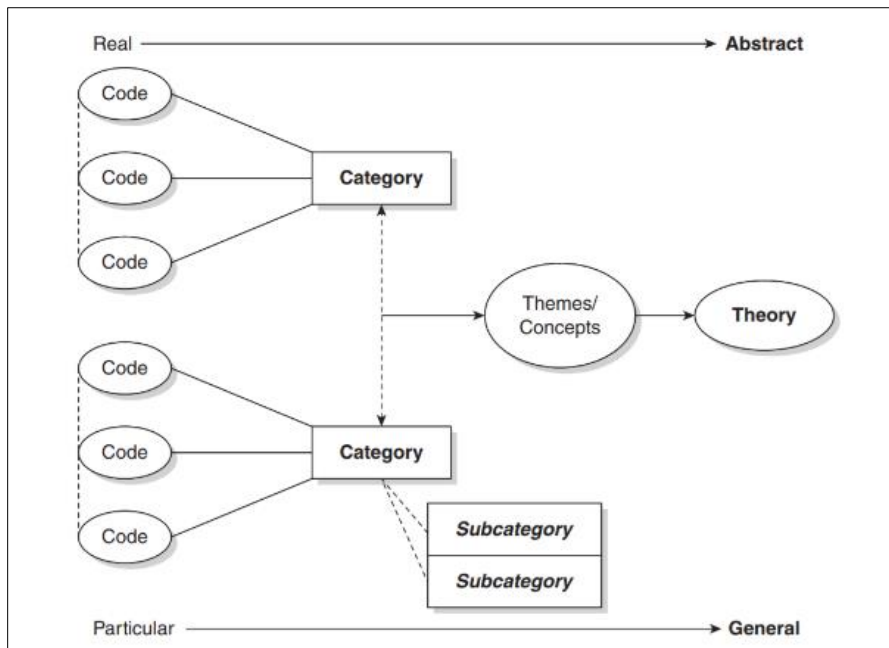 Real
Abstract
Code
Code
Category
Code
Themes/
Concepts
Theory
Code
Code
Category
Code
Subcategory
Subcategory
Particular
General